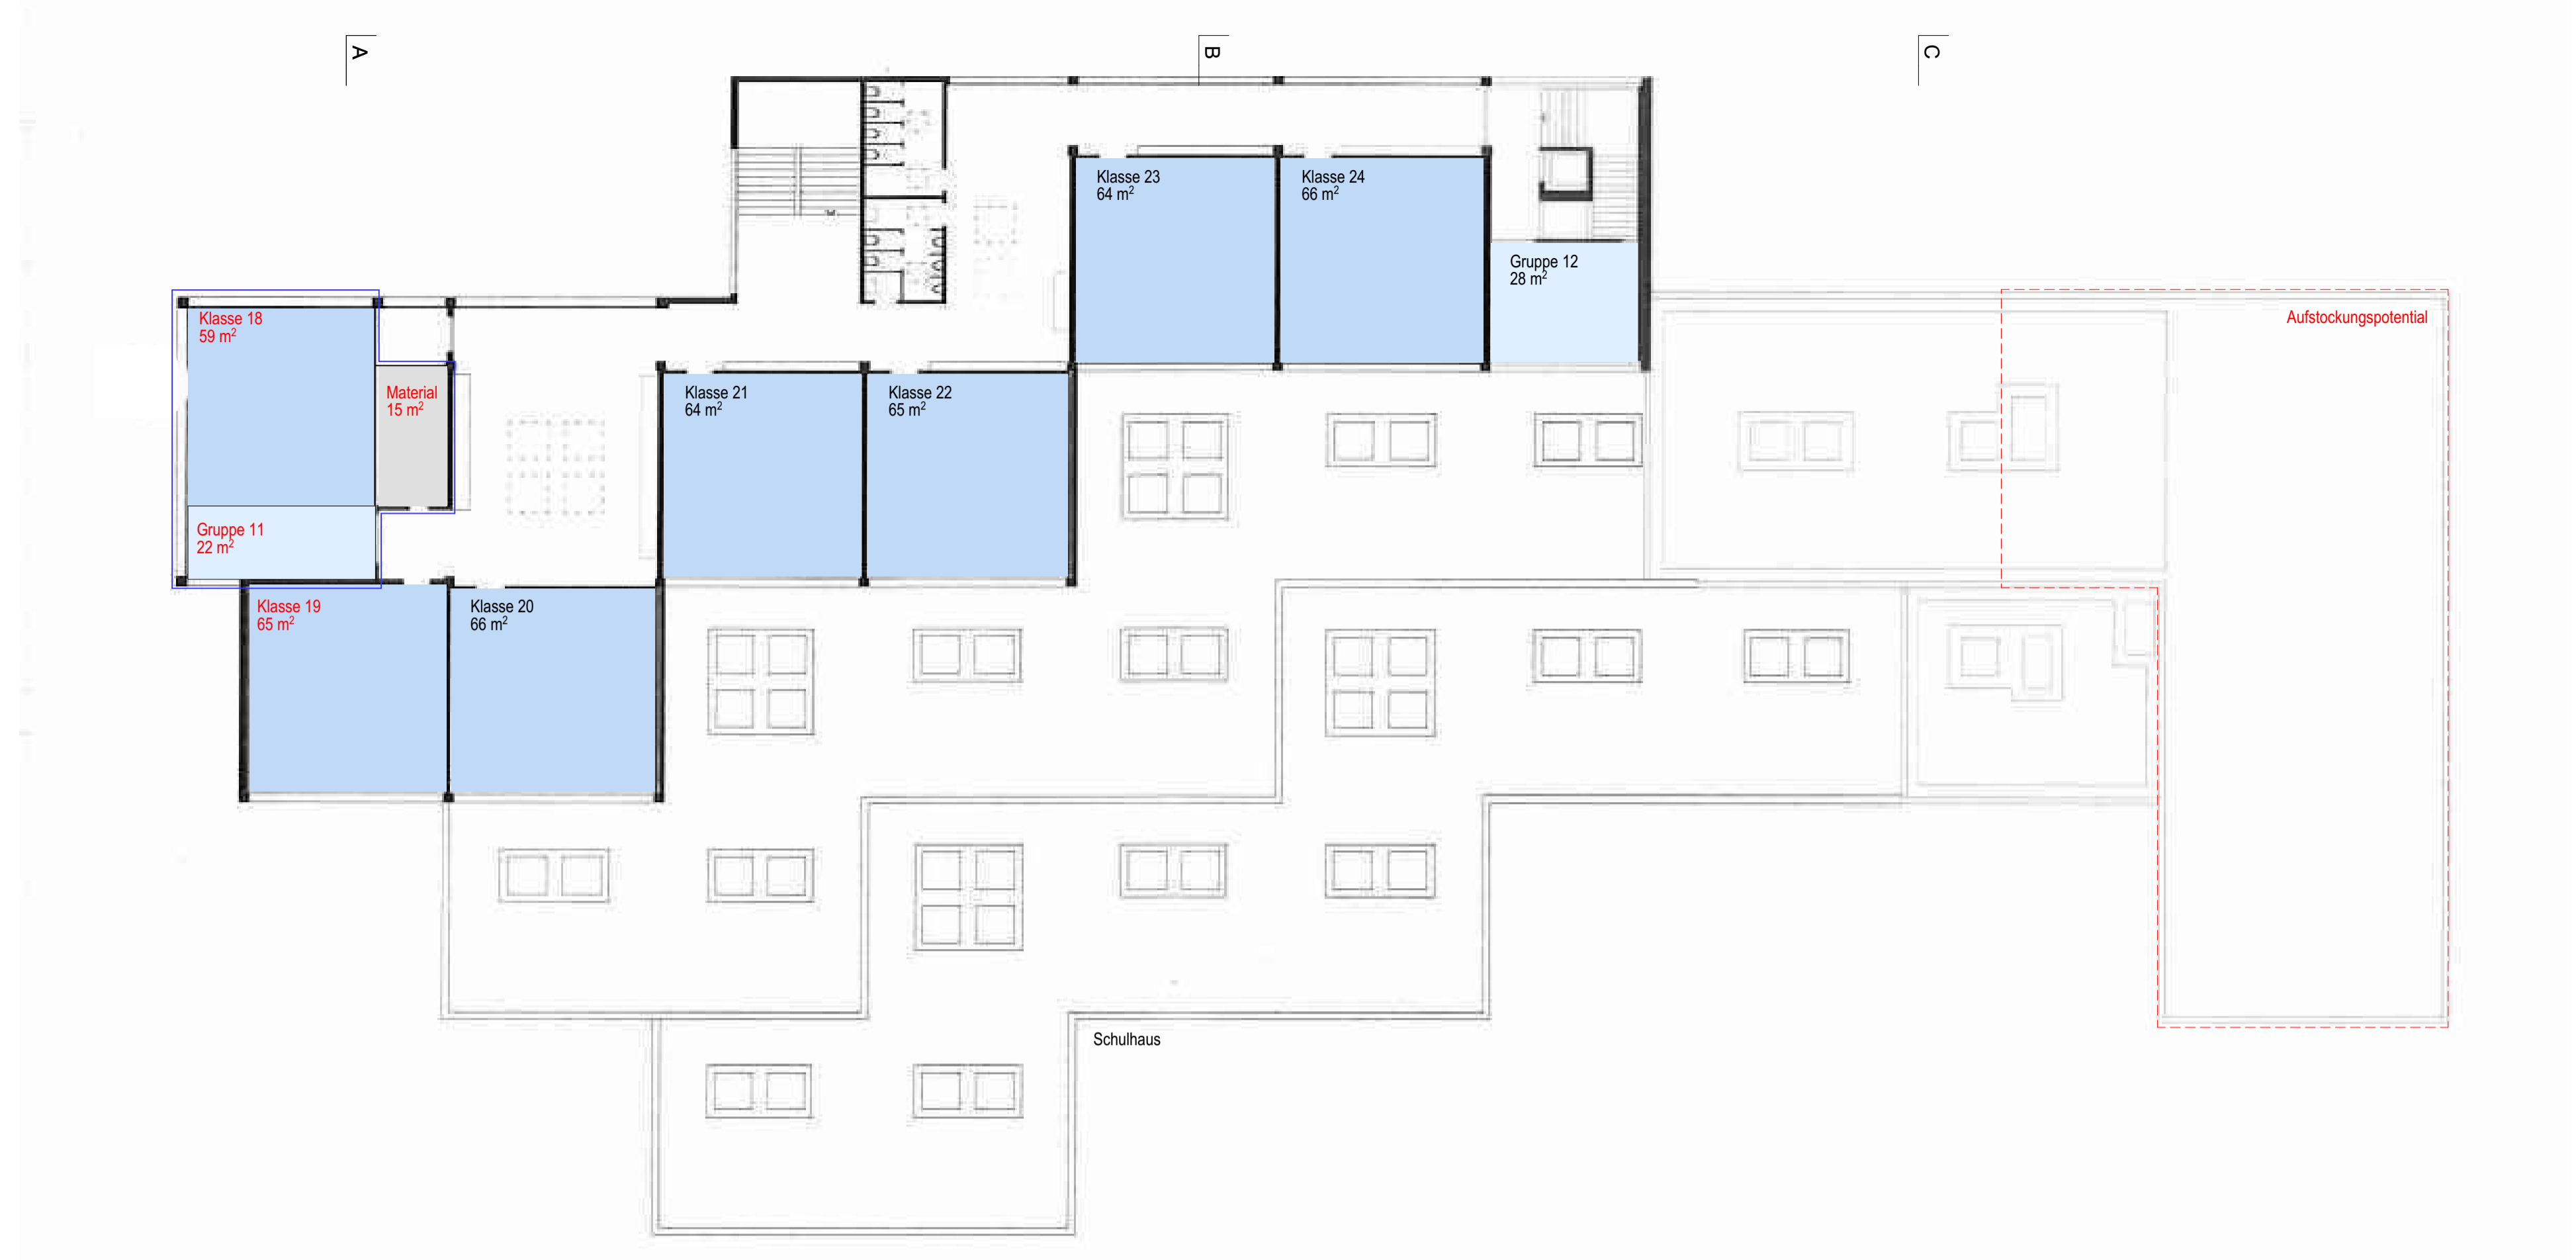 A
B
C
Klasse 23
64 m²
Klasse 24
66 m²
Gruppe 12
28 m²
Klasse 18
59 m²
Aufstockungspotential
Material
15 m²
Klasse 21
64 m²
Klasse 22
65 m²
Gruppe 11
22 m²
Klasse 19
65 m²
Klasse 20
66 m²
Schulhaus